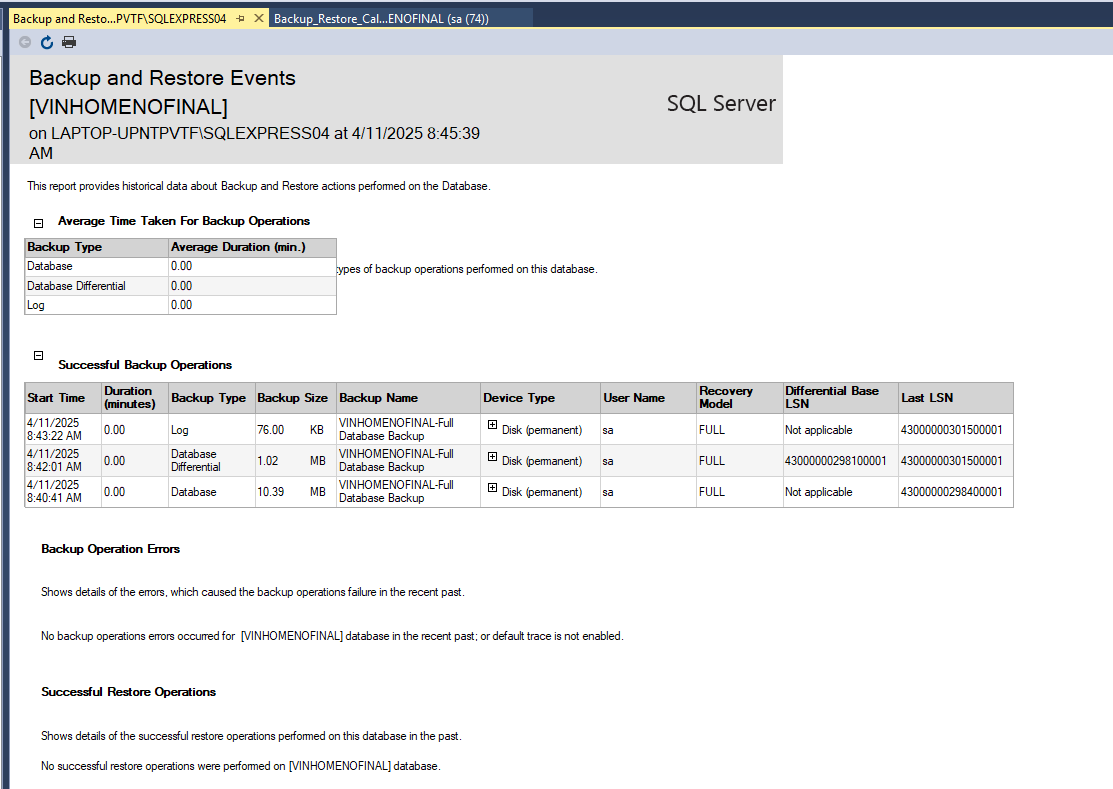 Backup and Resto...PVTF\SQLEXPRESS04
Backup_Restore_Cal...ENOFINAL (sa (74))
Backup and Restore Events
[VINHOMENOFINAL]
on LAPTOP-UPNTPVTF\SQLEXPRESS04 at 4/11/2025 8:45:39
AM
SQL Server
This report provides historical data about Backup and Restore actions performed on the Database.
Average Time Taken For Backup Operations
Backup Type Average Duration (min.)
Database 0.00
types of backup operations performed on this database.
Database Differential 0.00
Log 0.00
Successful Backup Operations
Start Time Duration (minutes) Backup Type Backup Size Backup Name Device Type User Name Recovery Model Differential Base LSN Last LSN
4/11/2025 8:43:22 AM 0.00 Log 76.00 KB VINHOMENOFINAL-Full Database Backup Disk (permanent) sa FULL Not applicable 43000000301500001
4/11/2025 8:42:01 AM 0.00 Database Differential 1.02 MB VINHOMENOFINAL-Full Database Backup Disk (permanent) sa FULL 43000000298100001 43000000301500001
4/11/2025 8:40:41 AM 0.00 Database 10.39 MB VINHOMENOFINAL-Full Database Backup Disk (permanent) sa FULL Not applicable 43000000298400001
Backup Operation Errors
Shows details of the errors, which caused the backup operations failure in the recent past.
No backup operations errors occurred for [VINHOMENOFINAL] database in the recent past; or default trace is not enabled.
Successful Restore Operations
Shows details of the successful restore operations performed on this database in the past.
No successful restore operations were performed on [VINHOMENOFINAL] database.